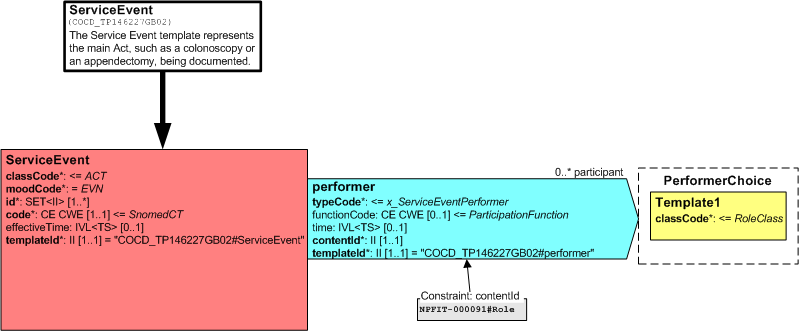 ServiceEvent
(COCD_TP146227GB02)
The Service Event template represents
the main Act, such as a colonoscopy or
an appendectomy, being documented.
ServiceEvent
classCode*: <= ACT
moodCode*: = EVN
id*: SET<II> [1..*]
code*: CE CWE [1..1] <= SnomedCT
effectiveTime: IVL<TS> [0..1]
templateId*: II [1..1] = "COCD_TP146227GB02#ServiceEvent"
0..* participant
performer
typeCode*: <= x_ServiceEventPerformer
functionCode: CE CWE [0..1] <= ParticipationFunction
time: IVL<TS> [0..1]
contentId*: II [1..1]
templateId*: II [1..1] = "COCD_TP146227GB02#performer"
Constraint: contentId
NPFIT-000091#Role
PerformerChoice
Template1
classCode*: <= RoleClass